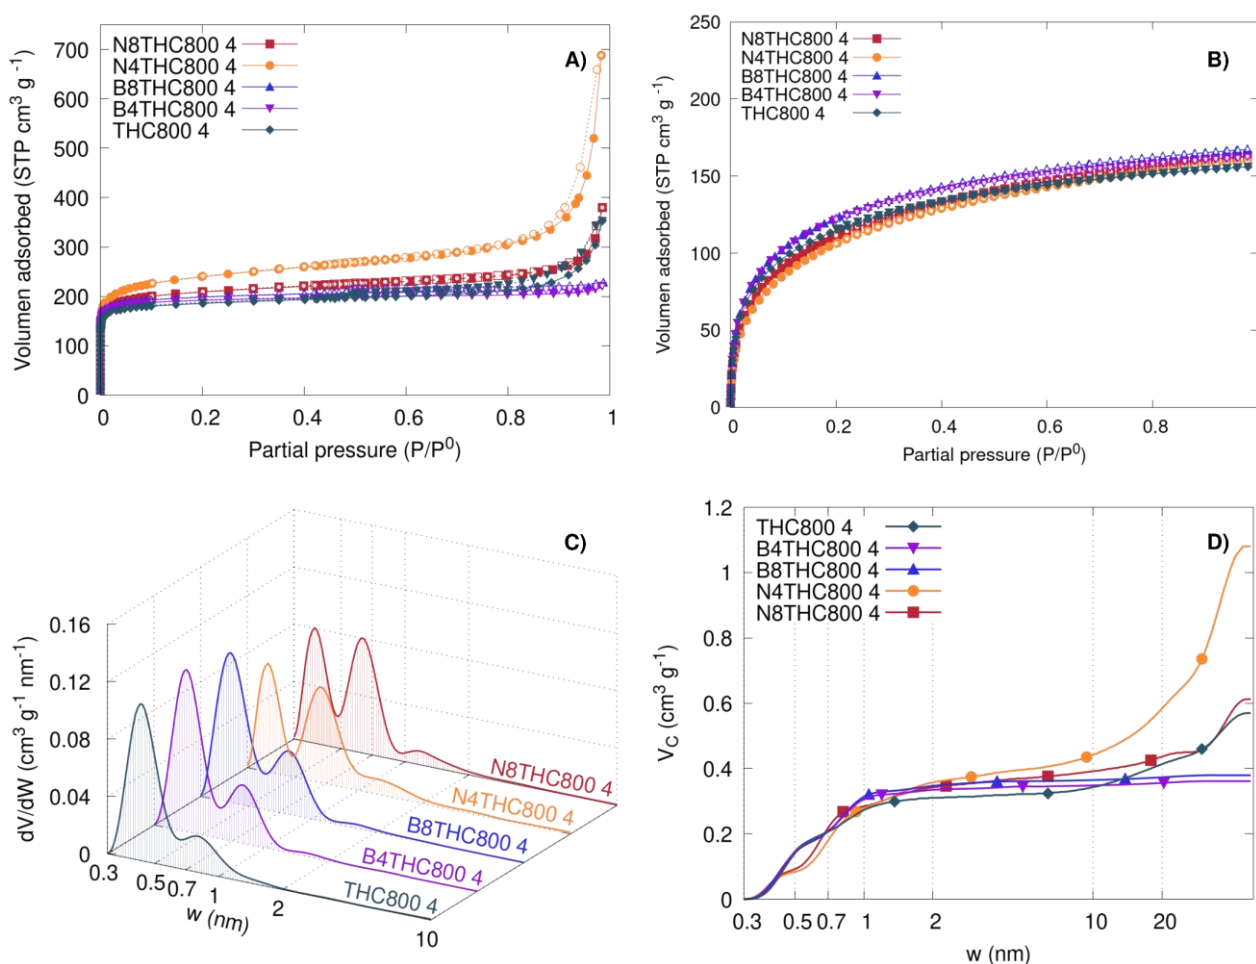 A)
N8THC800 4
N4THC800 4
B8THC800 4
B4THC800 4
THC800 4
Volumen adsorbed (STP cm³ g⁻¹)
700
600
500
400
300
200
100
0
0 0.2 0.4 0.6 0.8 1
Partial pressure (P/P⁰)
B)
N8THC800 4
N4THC800 4
B8THC800 4
B4THC800 4
THC800 4
Volumen adsorbed (STP cm³ g⁻¹)
250
200
150
100
50
0
0 0.2 0.4 0.6 0.8
Partial pressure (P/P⁰)
C)
dV/dW (cm³ g⁻¹ nm⁻¹)
0.16
0.12
0.08
0.04
0
0.3 0.5 0.7 1 2 10
w (nm)
N8THC800 4
N4THC800 4
B8THC800 4
B4THC800 4
THC800 4
D)
THC800 4
B4THC800 4
B8THC800 4
N4THC800 4
N8THC800 4
V_C (cm³ g⁻¹)
1.2
1
0.8
0.6
0.4
0.2
0
0.3 0.5 0.7 1 2 10 20
w (nm)